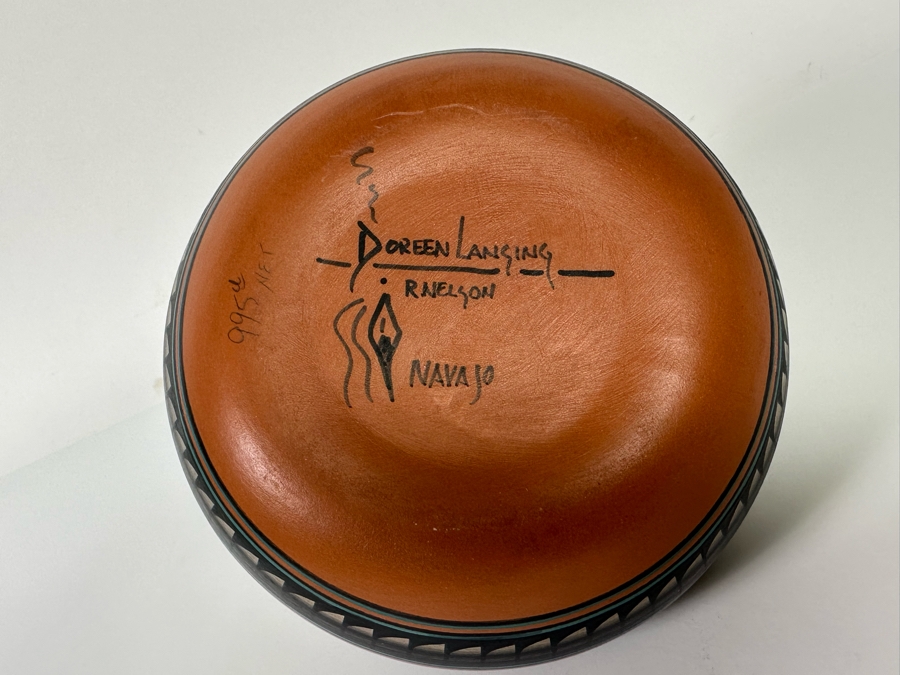 DOREEN LANSING
R NELSON
NAVAJO
995 NET